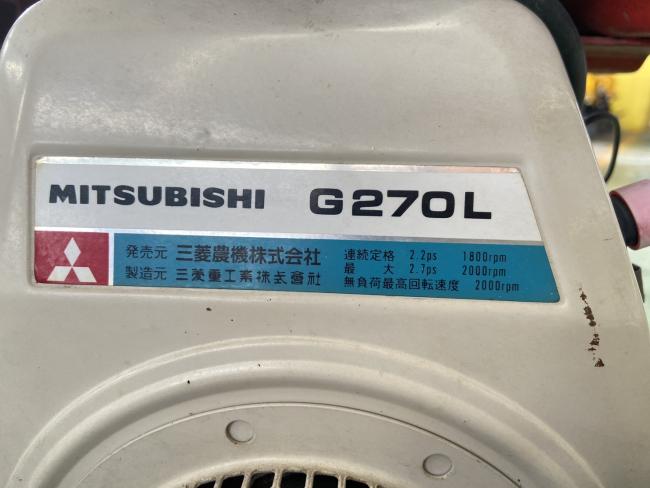 MITSUBISHI G270L
発売元 三菱農機株式会社
製造元 三菱重工業株式會社
連続定格 2.2ps 1800rpm
最 大 2.7ps 2000rpm
無負荷最高回転速度 2000rpm